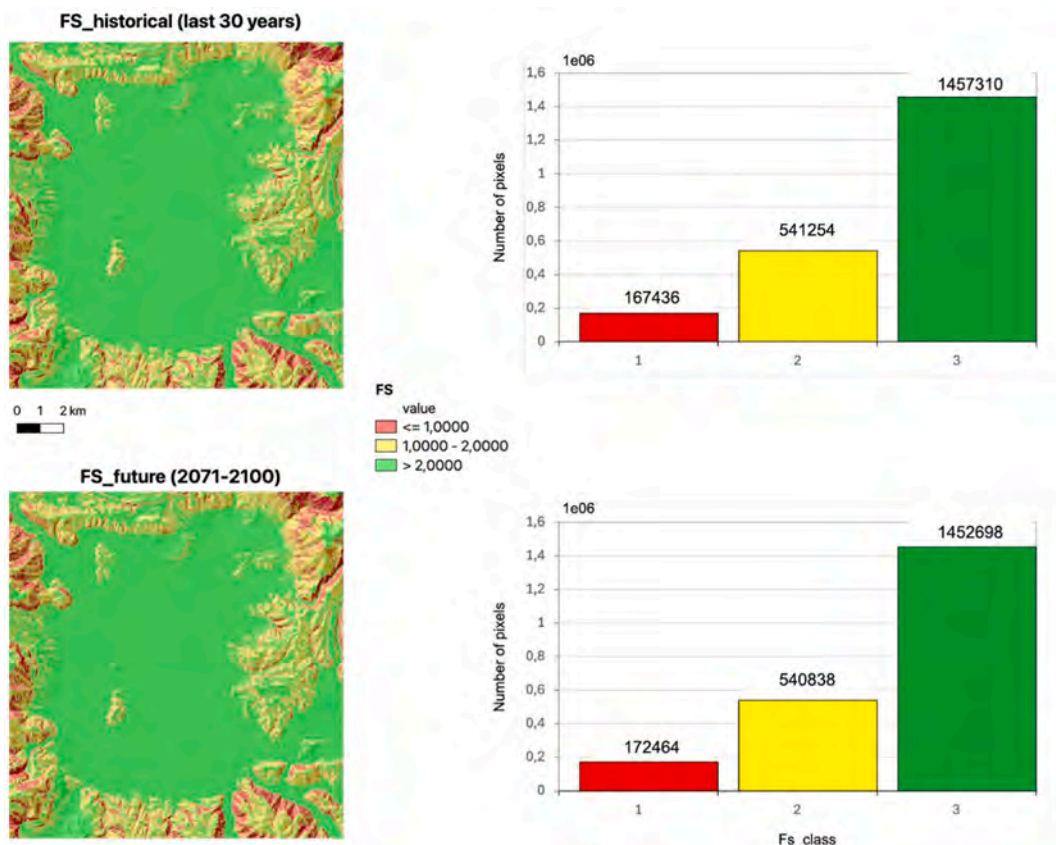 FS_historical (last 30 years)
1e06
1,6
1,4
1,2
1
0,8
0,6
0,4
0,2
0
Number of pixels
167436
541254
1457310
1
2
3
0 1 2 km
FS
value
<= 1,0000
1,0000 - 2,0000
> 2,0000
FS_future (2071-2100)
1e06
1,6
1,4
1,2
1
0,8
0,6
0,4
0,2
0
Number of pixels
172464
540838
1452698
1
2
3
Fs_class